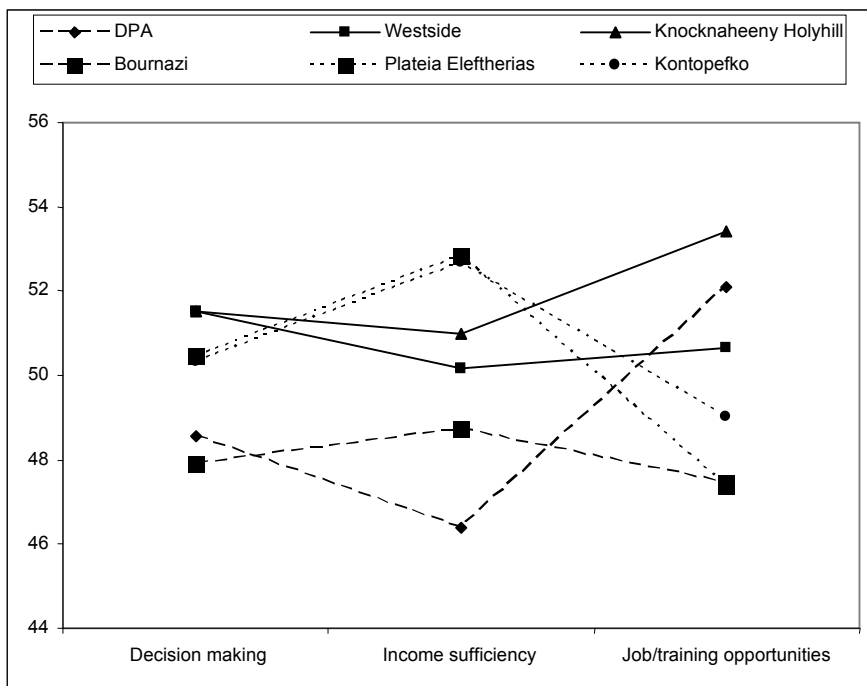 DPA Westside Knocknaheeny Holyhill
Bournazi Plateia Eleftherias Kontopefko
56
54
52
50
48
46
44
Decision making Income sufficiency Job/training opportunities